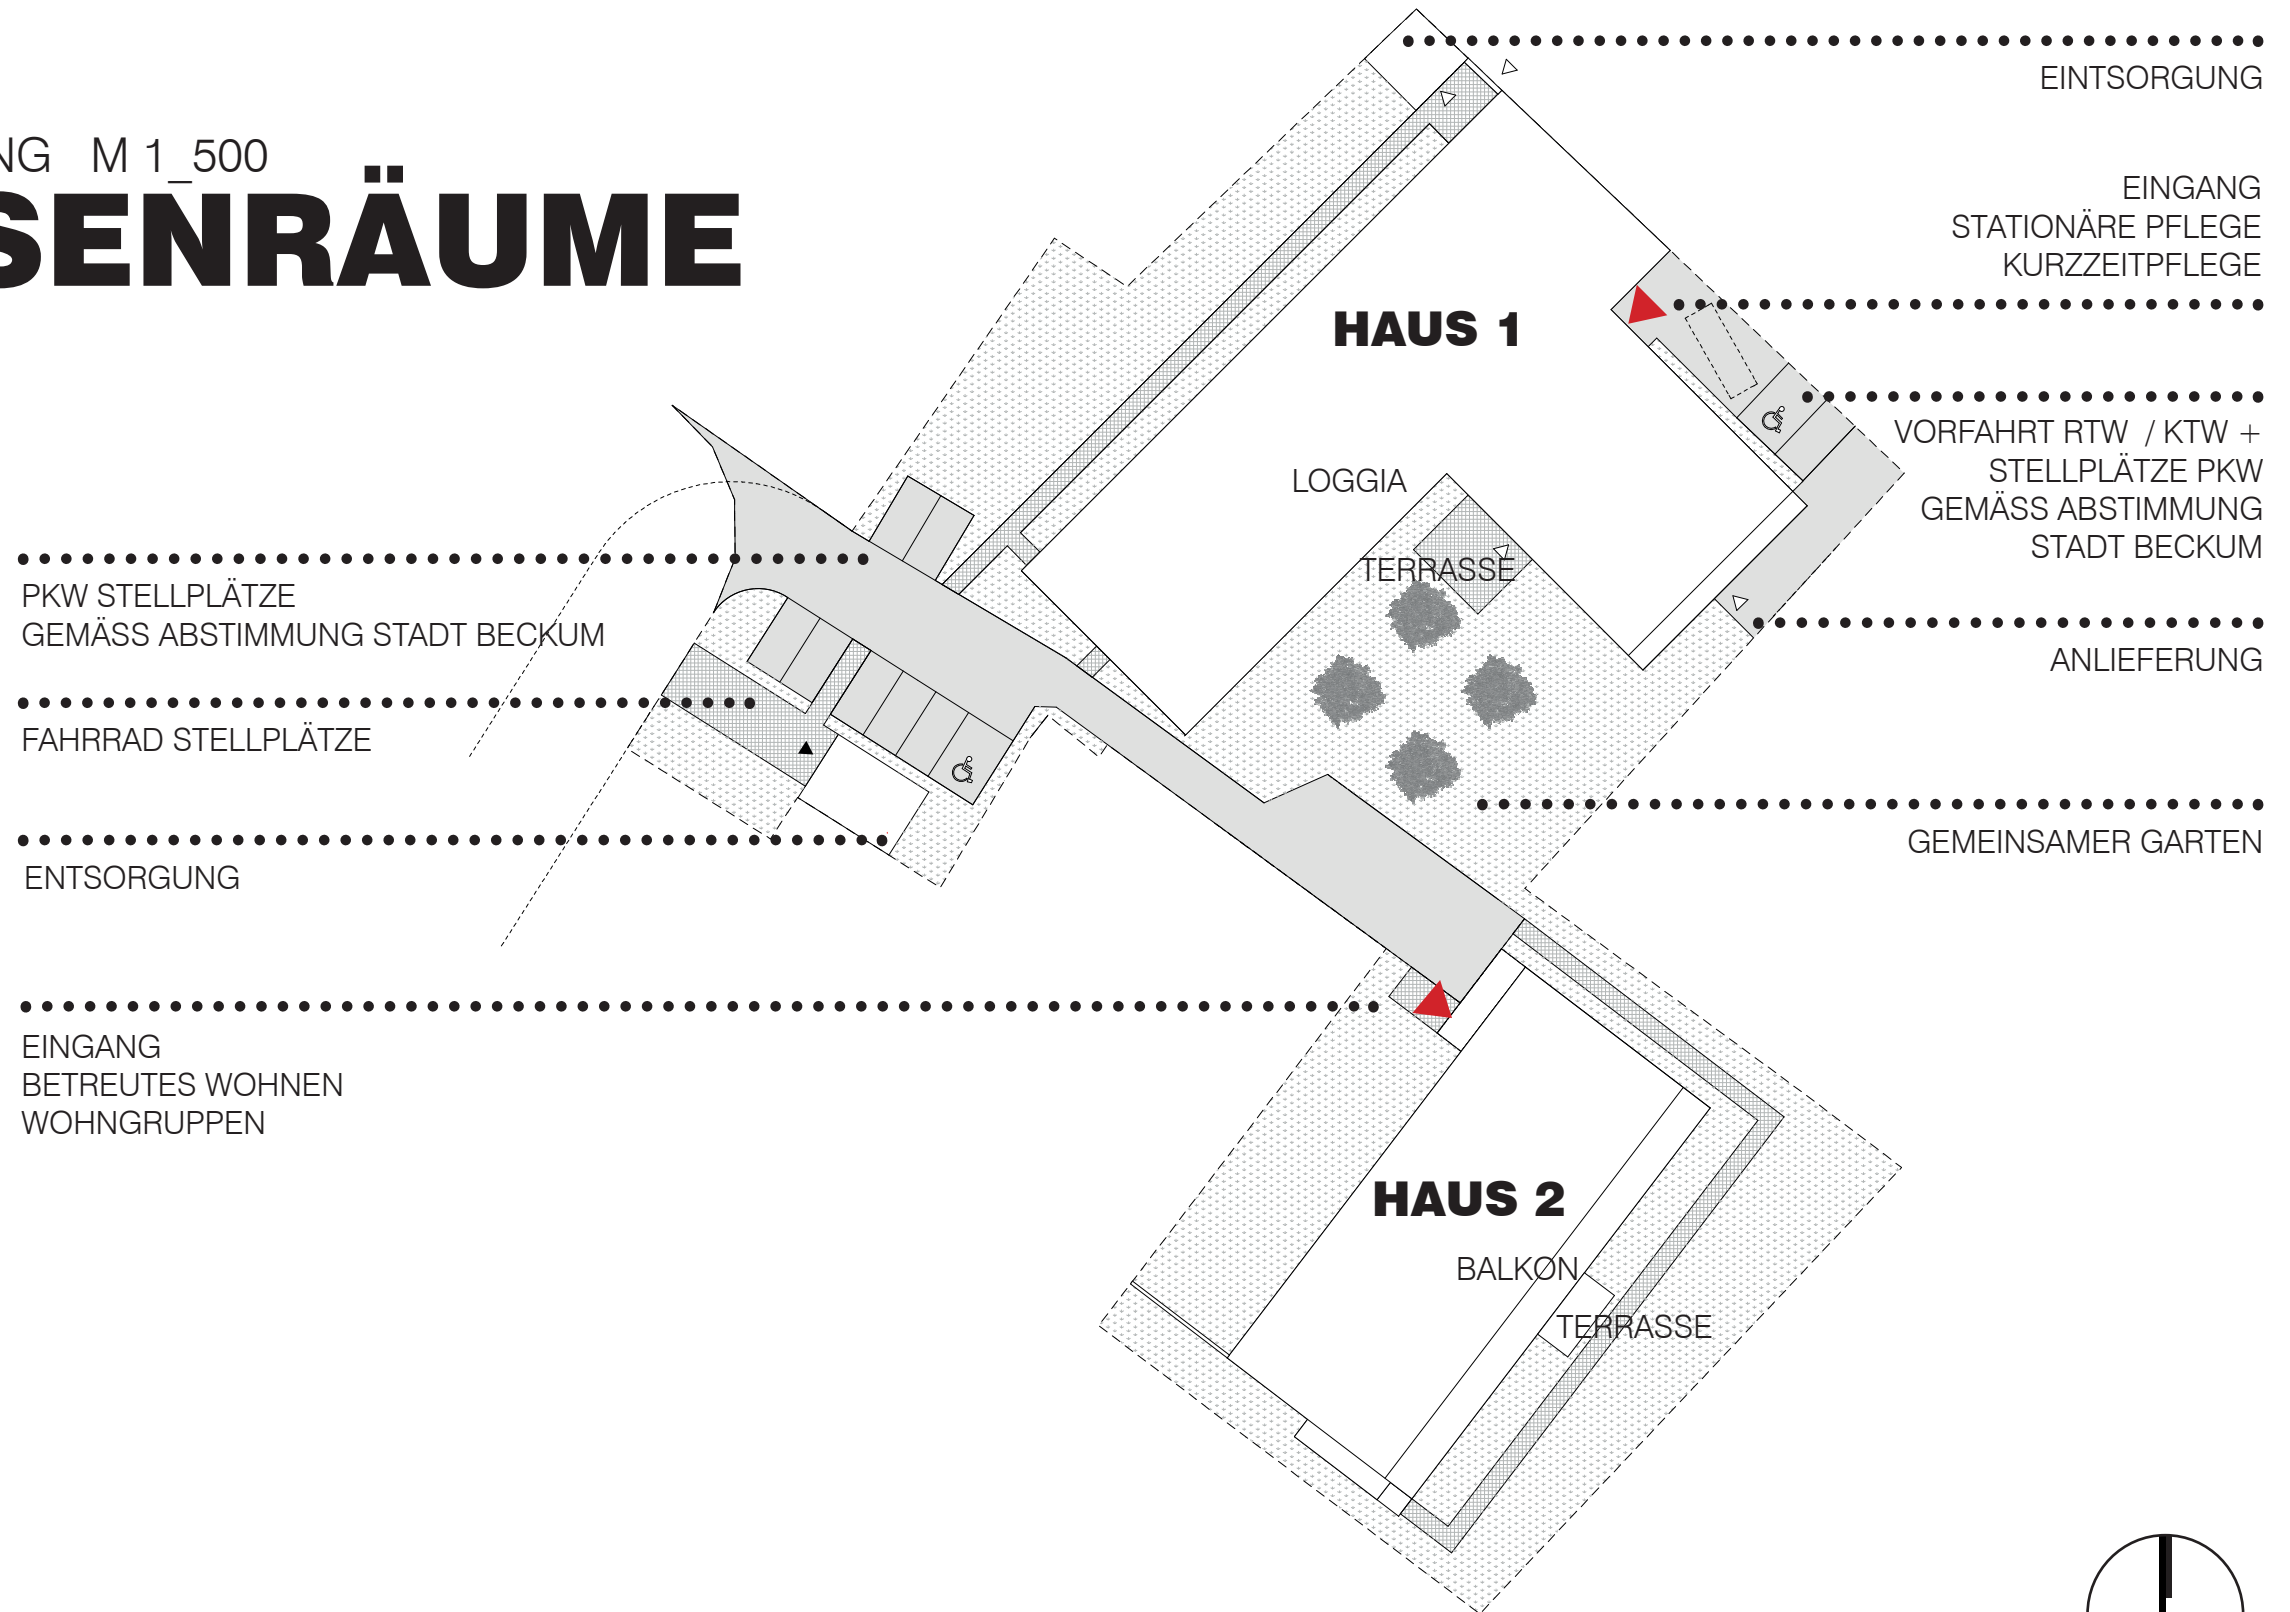 NG M 1_500
SENRÄUME
EINTSORGUNG
EINGANG
STATIONÄRE PFLEGE
KURZZEITPFLEGE
HAUS 1
VORFAHRT RTW / KTW +
STELLPLÄTZE PKW
GEMÄSS ABSTIMMUNG
STADT BECKUM
LOGGIA
TERRASSE
PKW STELLPLÄTZE
GEMÄSS ABSTIMMUNG STADT BECKUM
ANLIEFERUNG
FAHRRAD STELLPLÄTZE
GEMEINSAMER GARTEN
ENTSORGUNG
EINGANG
BETREUTES WOHNEN
WOHNGRUPPEN
HAUS 2
BALKON
TERRASSE